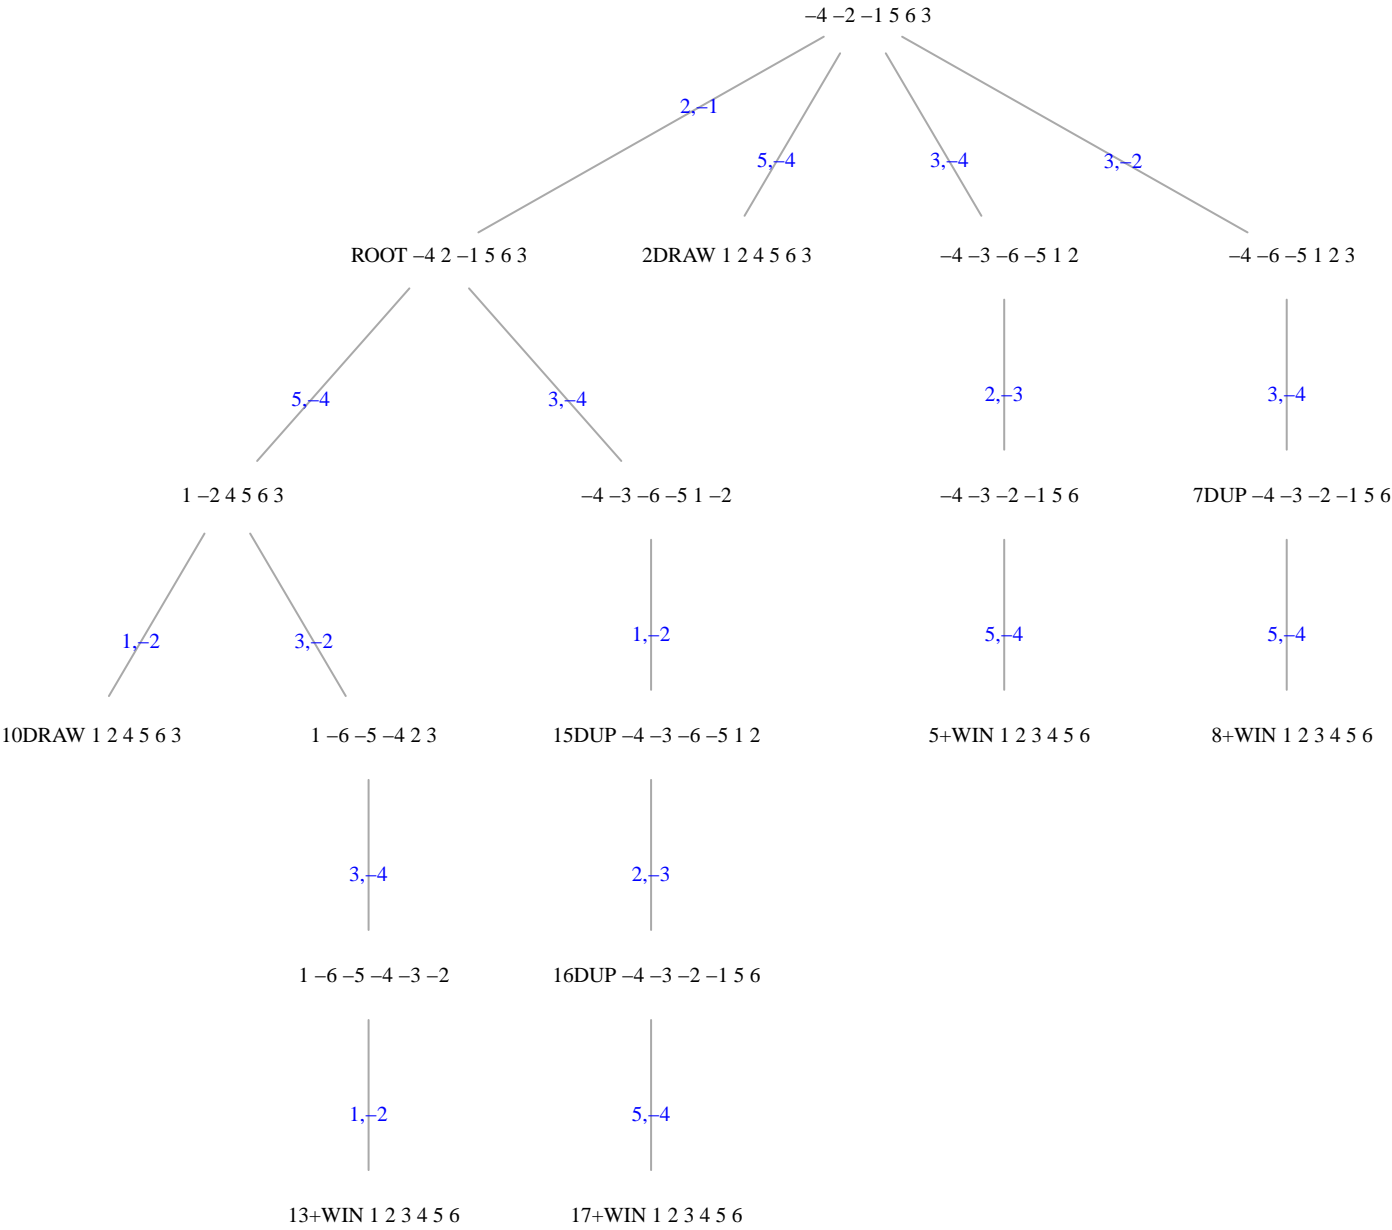 −4 −2 −1 5 6 3
2,−1
5,−4
3,−4
3,−2
ROOT −4 2 −1 5 6 3
2DRAW 1 2 4 5 6 3
−4 −3 −6 −5 1 2
−4 −6 −5 1 2 3
5,−4
3,−4
2,−3
3,−4
1 −2 4 5 6 3
−4 −3 −6 −5 1 −2
−4 −3 −2 −1 5 6
7DUP −4 −3 −2 −1 5 6
1,−2
3,−2
1,−2
5,−4
5,−4
10DRAW 1 2 4 5 6 3
1 −6 −5 −4 2 3
15DUP −4 −3 −6 −5 1 2
5+WIN 1 2 3 4 5 6
8+WIN 1 2 3 4 5 6
3,−4
2,−3
1 −6 −5 −4 −3 −2
16DUP −4 −3 −2 −1 5 6
1,−2
5,−4
13+WIN 1 2 3 4 5 6
17+WIN 1 2 3 4 5 6